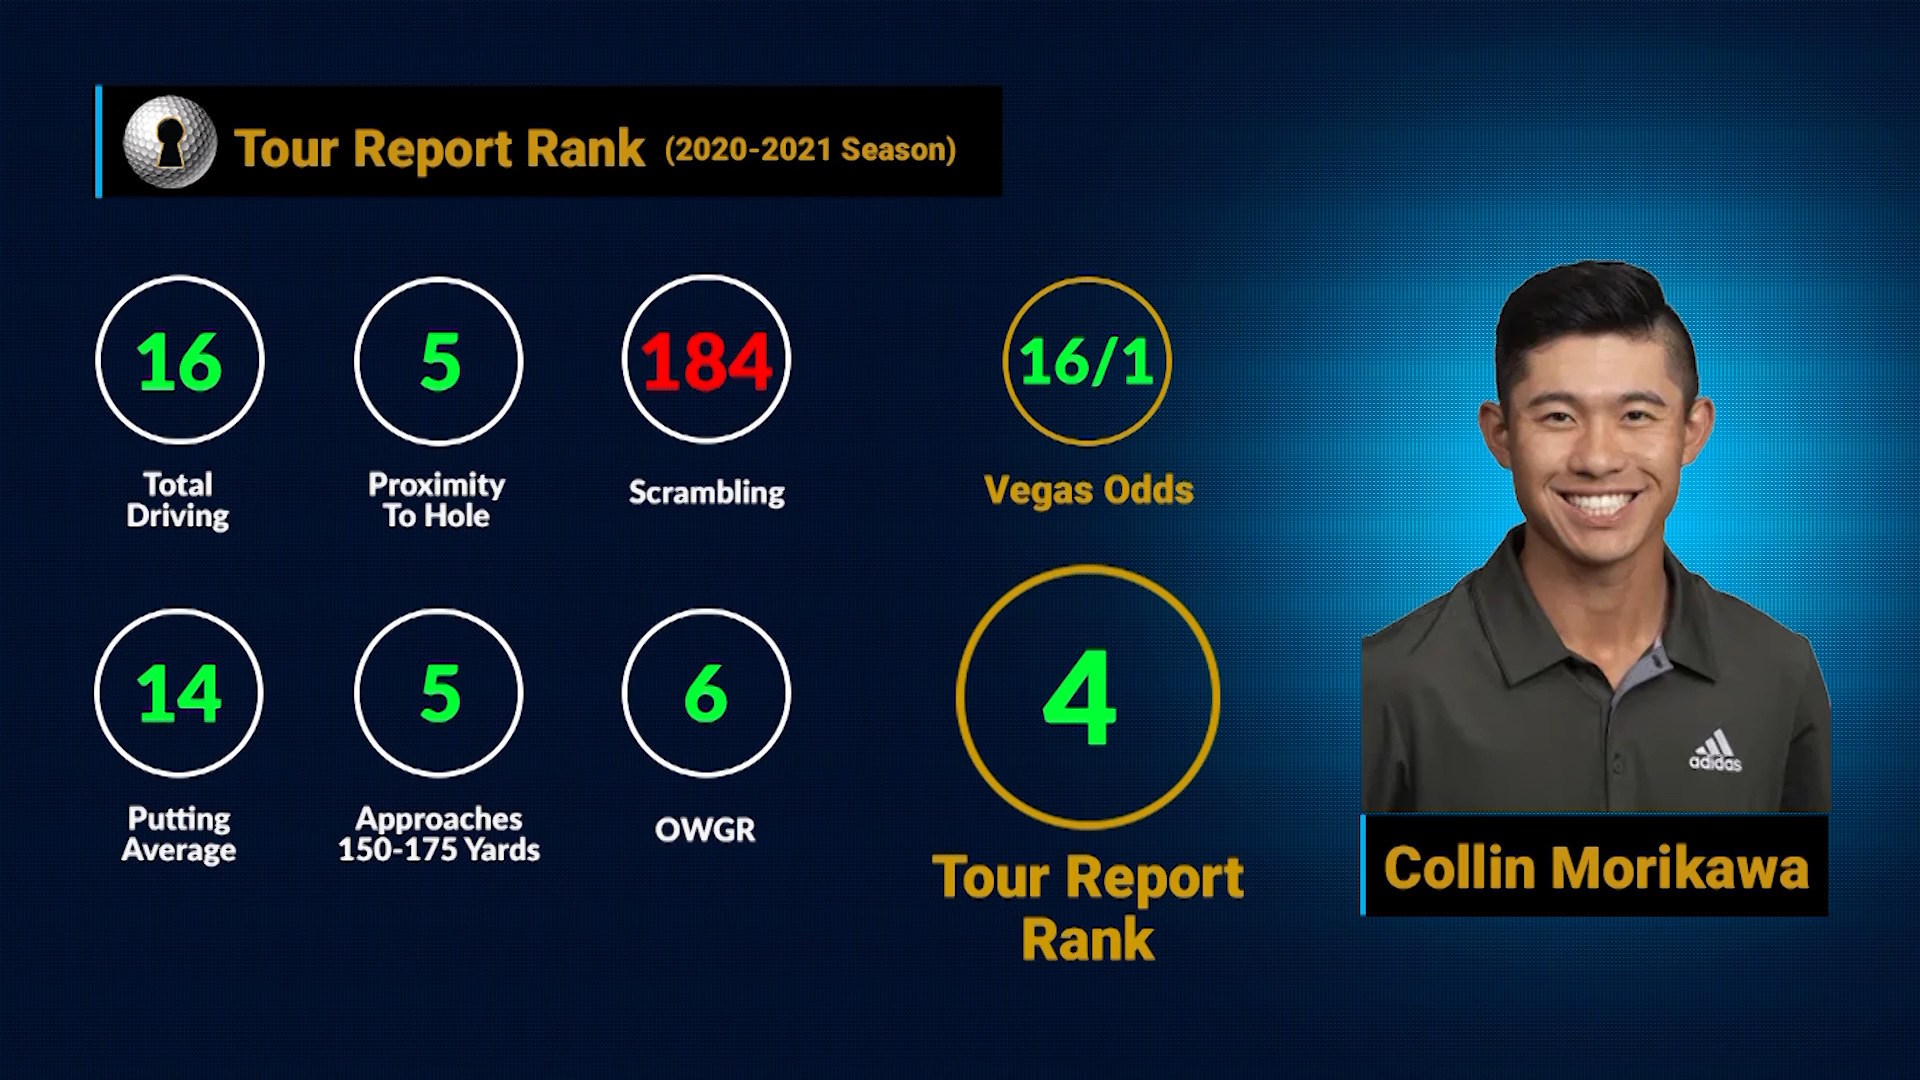 Tour Report Rank (2020-2021 Season)
16
Total
Driving
5
Proximity
To Hole
184
Scrambling
16/1
Vegas Odds
14
Putting
Average
5
Approaches
150-175 Yards
6
OWGR
4
Tour Report
Rank
adidas
Collin Morikawa